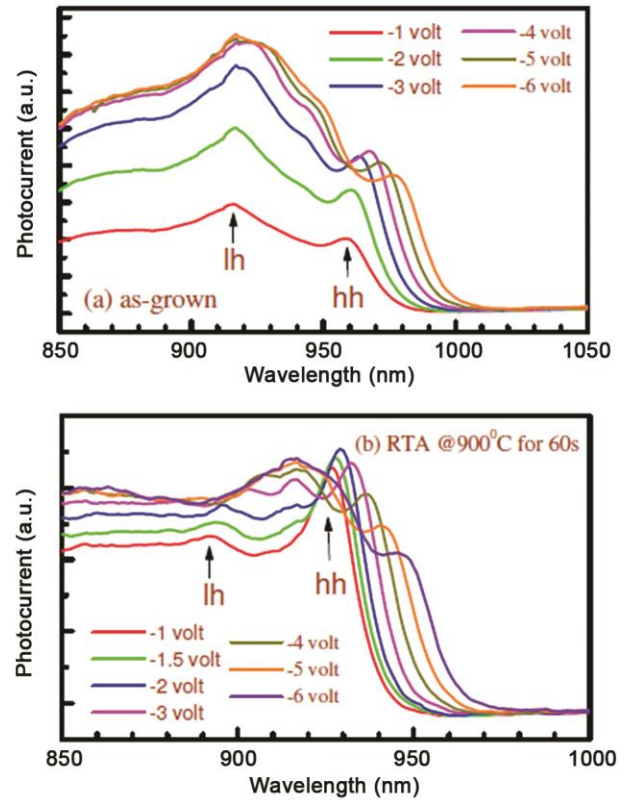 Photocurrent (a.u.)
-1 volt
-2 volt
-3 volt
-4 volt
-5 volt
-6 volt
lh
hh
(a) as-grown
850 900 950 1000 1050
Wavelength (nm)
Photocurrent (a.u.)
(b) RTA @900⁰C for 60s
lh
hh
-1 volt
-1.5 volt
-2 volt
-3 volt
-4 volt
-5 volt
-6 volt
850 900 950 1000
Wavelength (nm)